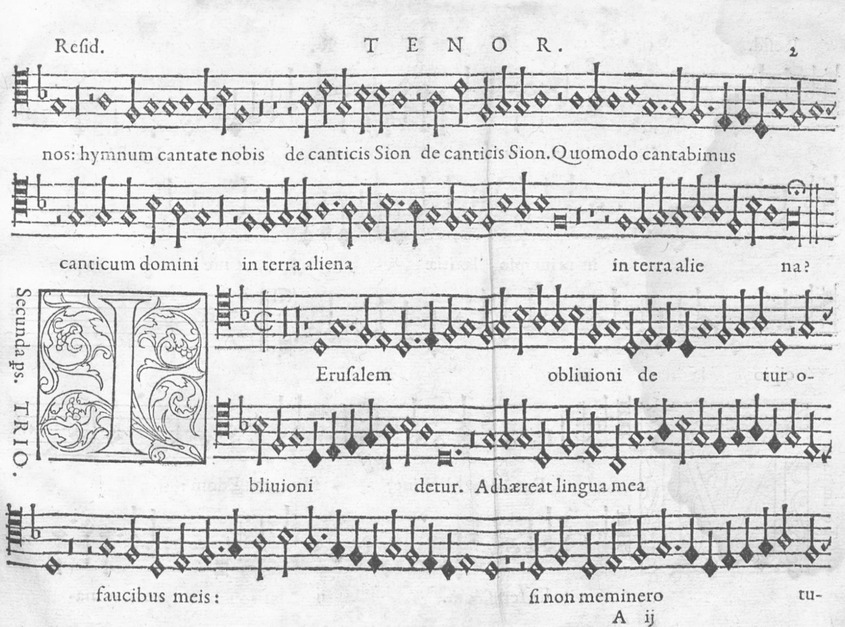 Reſid. TENOR. 2
nos: hymnum cantate nobis de canticis Sion de canticis Sion. Quomodo cantabimus
canticum domini in terra aliena in terra alie na?
Secunda ꝑs. TRIO.
I
Eruſalem obliuioni de tur o-
bliuioni detur. Adhæreat lingua mea
faucibus meis: ſi non meminero tu-
A ij